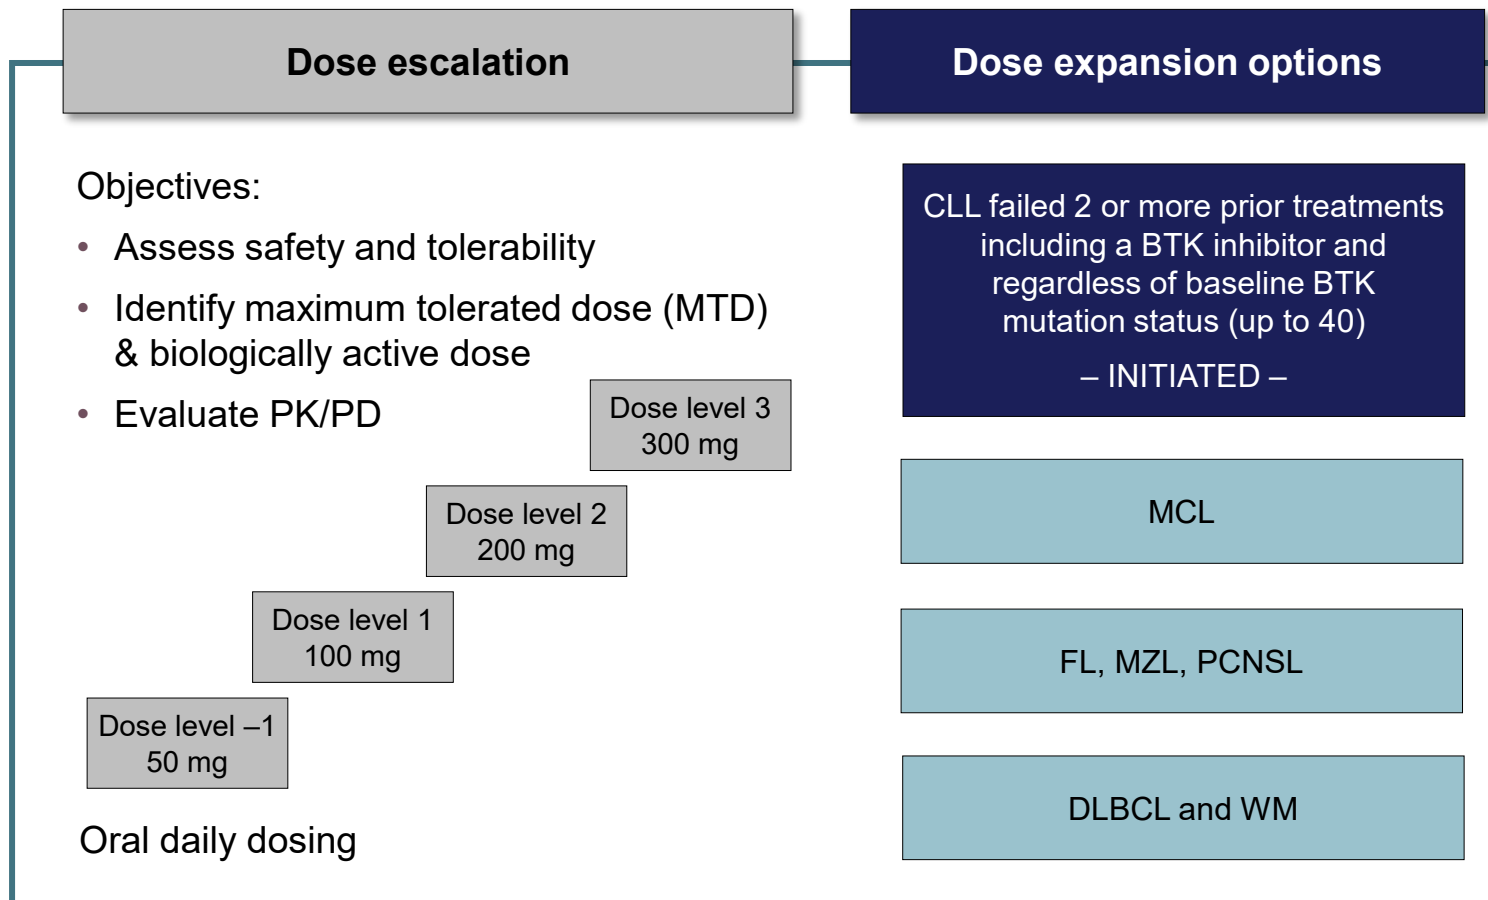 Dose escalation
Dose expansion options
Objectives:
• Assess safety and tolerability
• Identify maximum tolerated dose (MTD)
& biologically active dose
• Evaluate PK/PD
Dose level 3
300 mg
Dose level 2
200 mg
Dose level 1
100 mg
Dose level –1
50 mg
Oral daily dosing
CLL failed 2 or more prior treatments
including a BTK inhibitor and
regardless of baseline BTK
mutation status (up to 40)
– INITIATED –
MCL
FL, MZL, PCNSL
DLBCL and WM